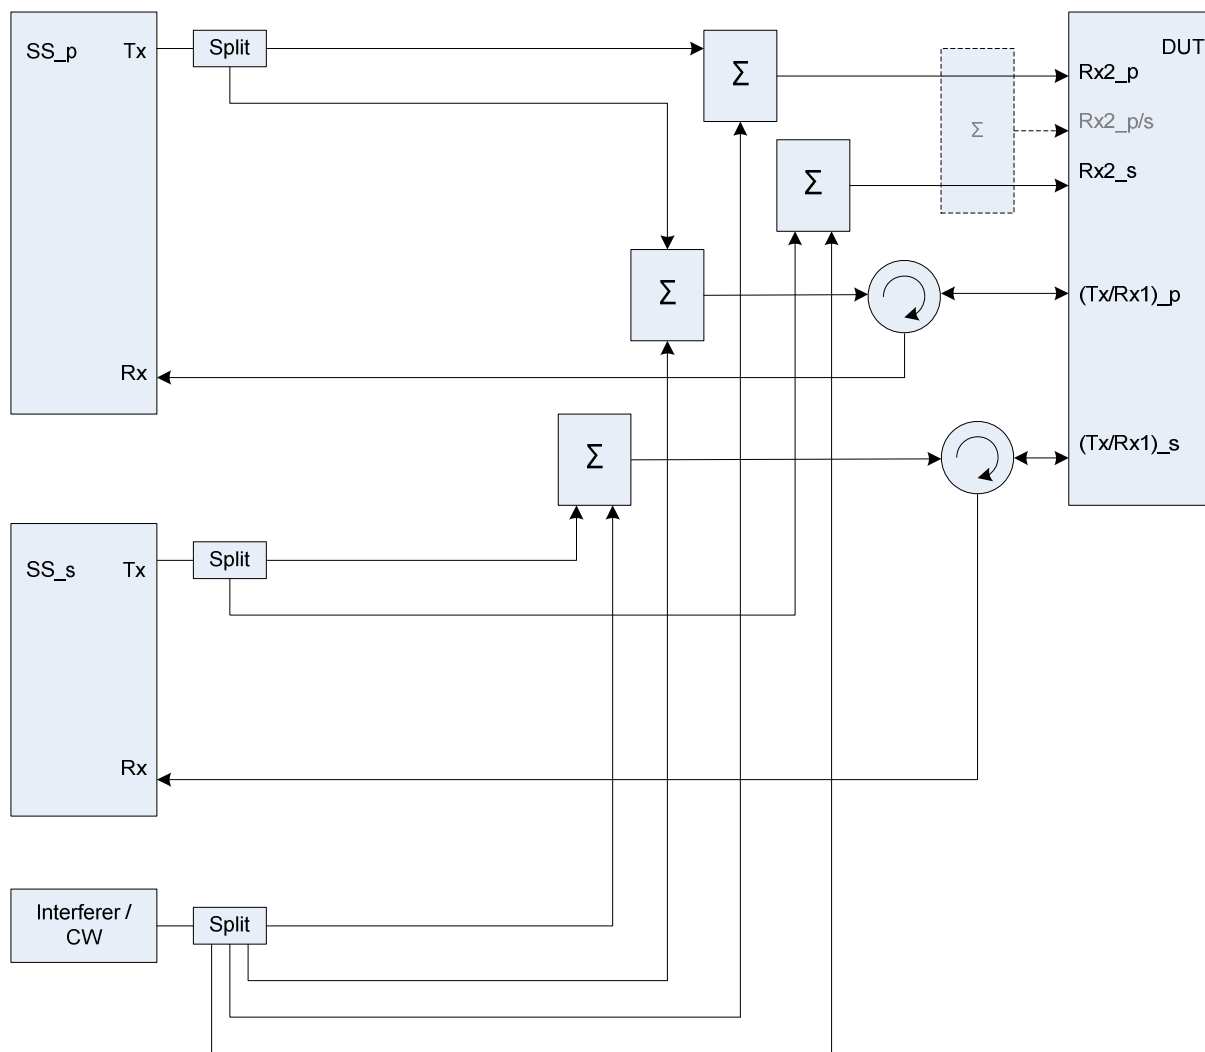 SS_p
Tx
Split
Σ
DUT
Rx2_p
Σ
Rx2_p/s
Rx2_s
Σ
Σ
(Tx/Rx1)_p
Rx
Σ
(Tx/Rx1)_s
SS_s
Tx
Split
Rx
Interferer /
CW
Split